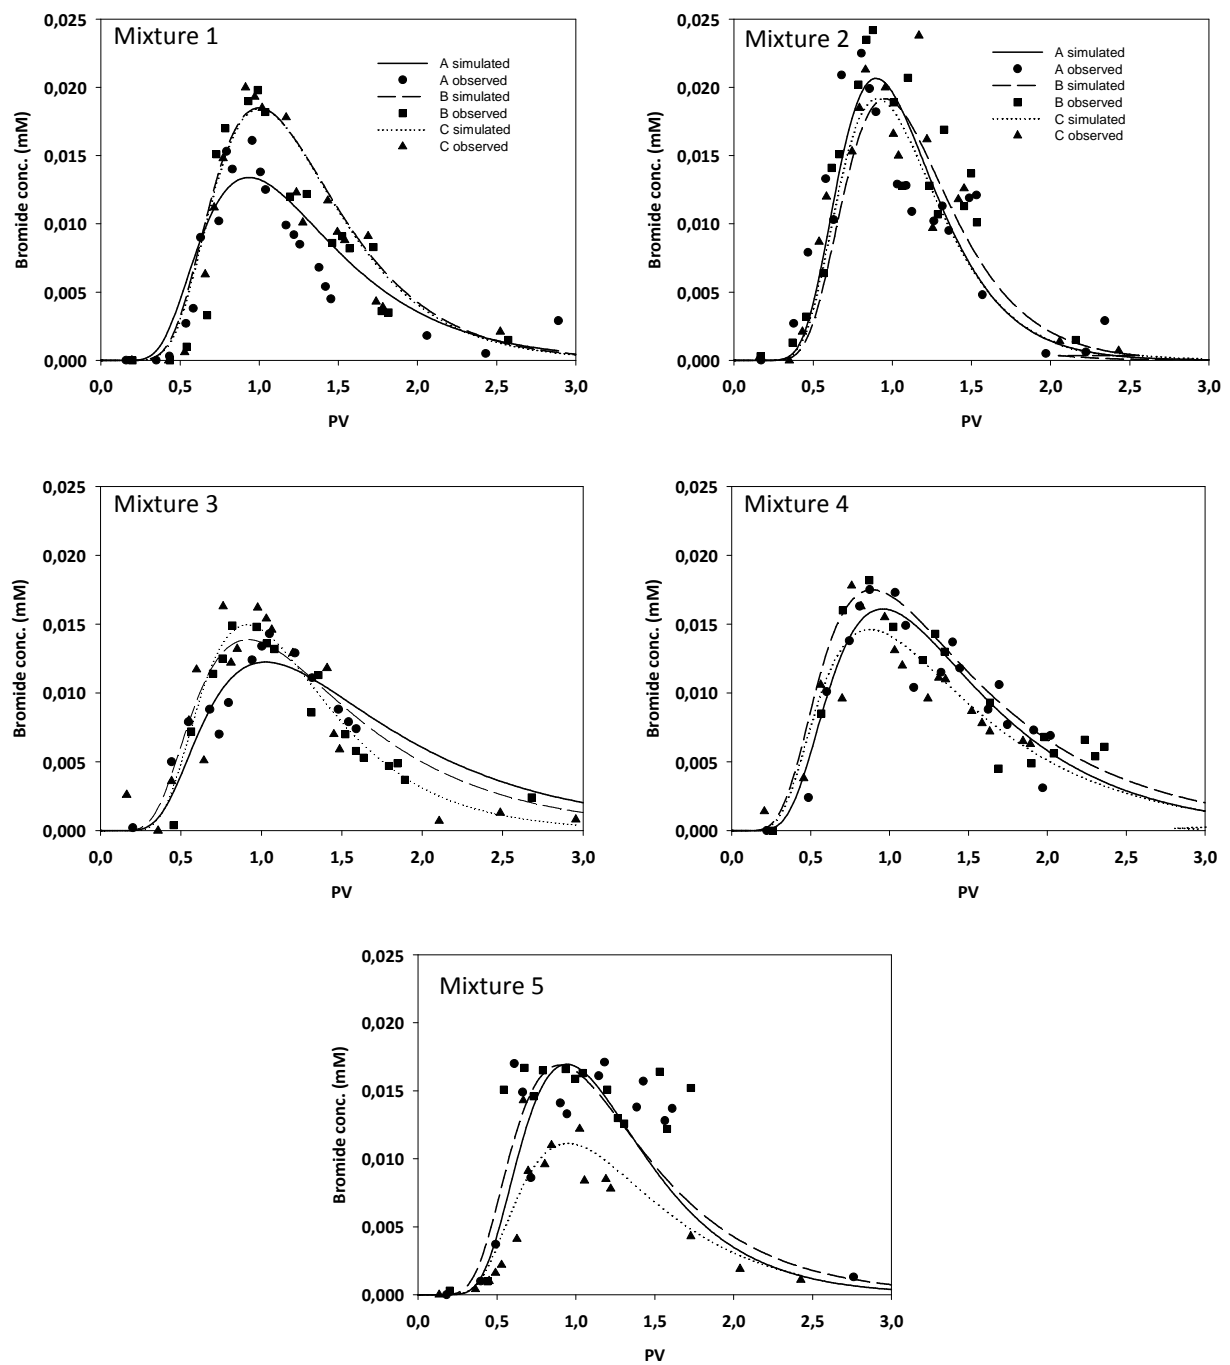 Mixture 1
0,025
0,020
0,015
0,010
0,005
0,000
Bromide conc. (mM)
A simulated
A observed
B simulated
B observed
C simulated
C observed
0,0 0,5 1,0 1,5 2,0 2,5 3,0
PV
Mixture 2
0,025
0,020
0,015
0,010
0,005
0,000
Bromide conc. (mM)
A simulated
A observed
B simulated
B observed
C simulated
C observed
0,0 0,5 1,0 1,5 2,0 2,5 3,0
PV
Mixture 3
0,025
0,020
0,015
0,010
0,005
0,000
Bromide conc. (mM)
0,0 0,5 1,0 1,5 2,0 2,5 3,0
PV
Mixture 4
0,025
0,020
0,015
0,010
0,005
0,000
Bromide conc. (mM)
0,0 0,5 1,0 1,5 2,0 2,5 3,0
PV
Mixture 5
0,025
0,020
0,015
0,010
0,005
0,000
Bromide conc. (mM)
0,0 0,5 1,0 1,5 2,0 2,5 3,0
PV